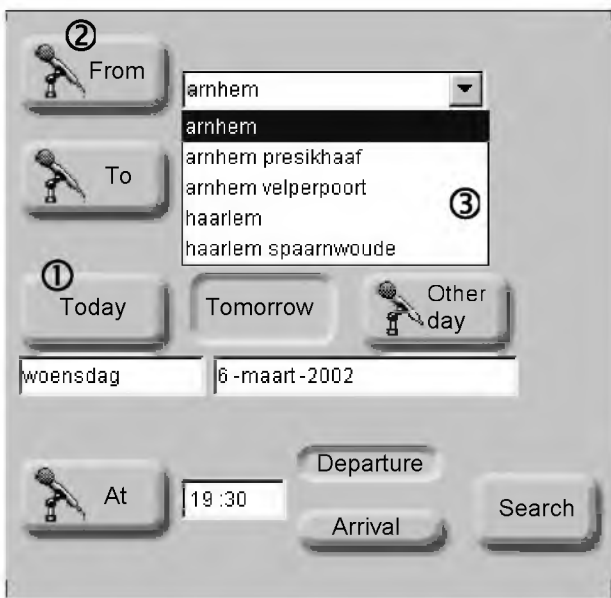 ②
From
arnhem
arnhem
arnhem presikhaaf
To
arnhem velperpoort
haarlem
③
haarlem spaarnwoude
①
Today
Tomorrow
Other
day
woensdag
6-maart-2002
At
19:30
Departure
Arrival
Search